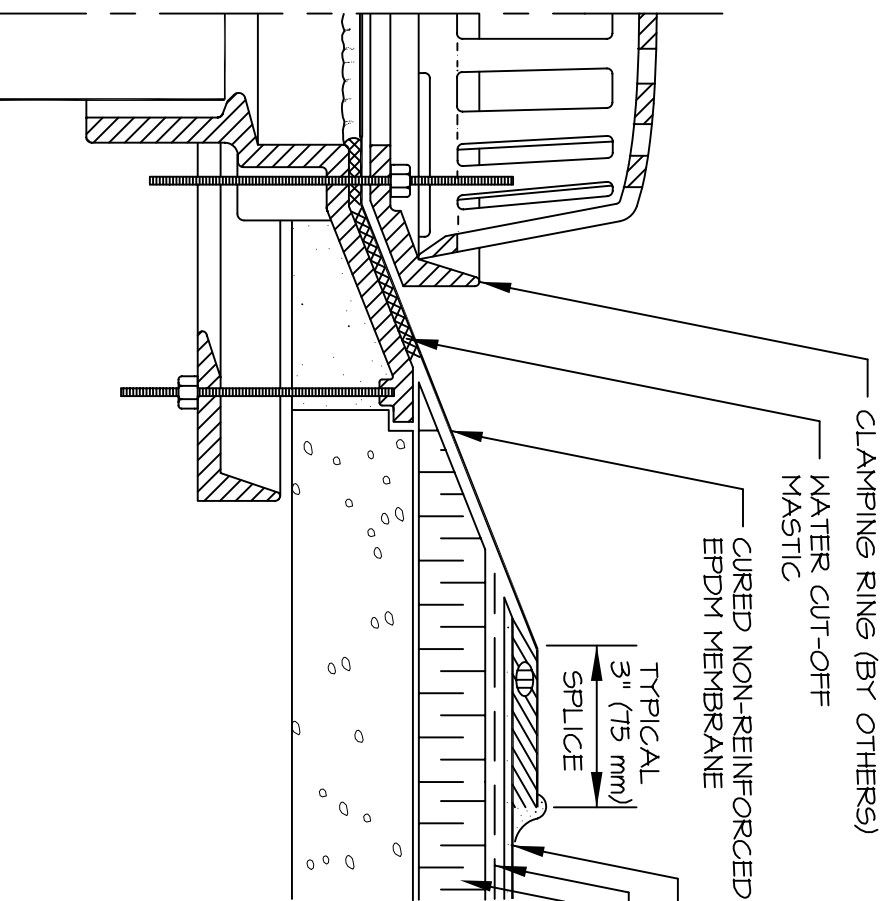 CLAMPING RING (BY OTHERS)
WATER CUT-OFF
MASTIC
CURED NON-REINFORCED
EPDM MEMBRANE
TYPICAL
3" (75 mm)
SPLICE